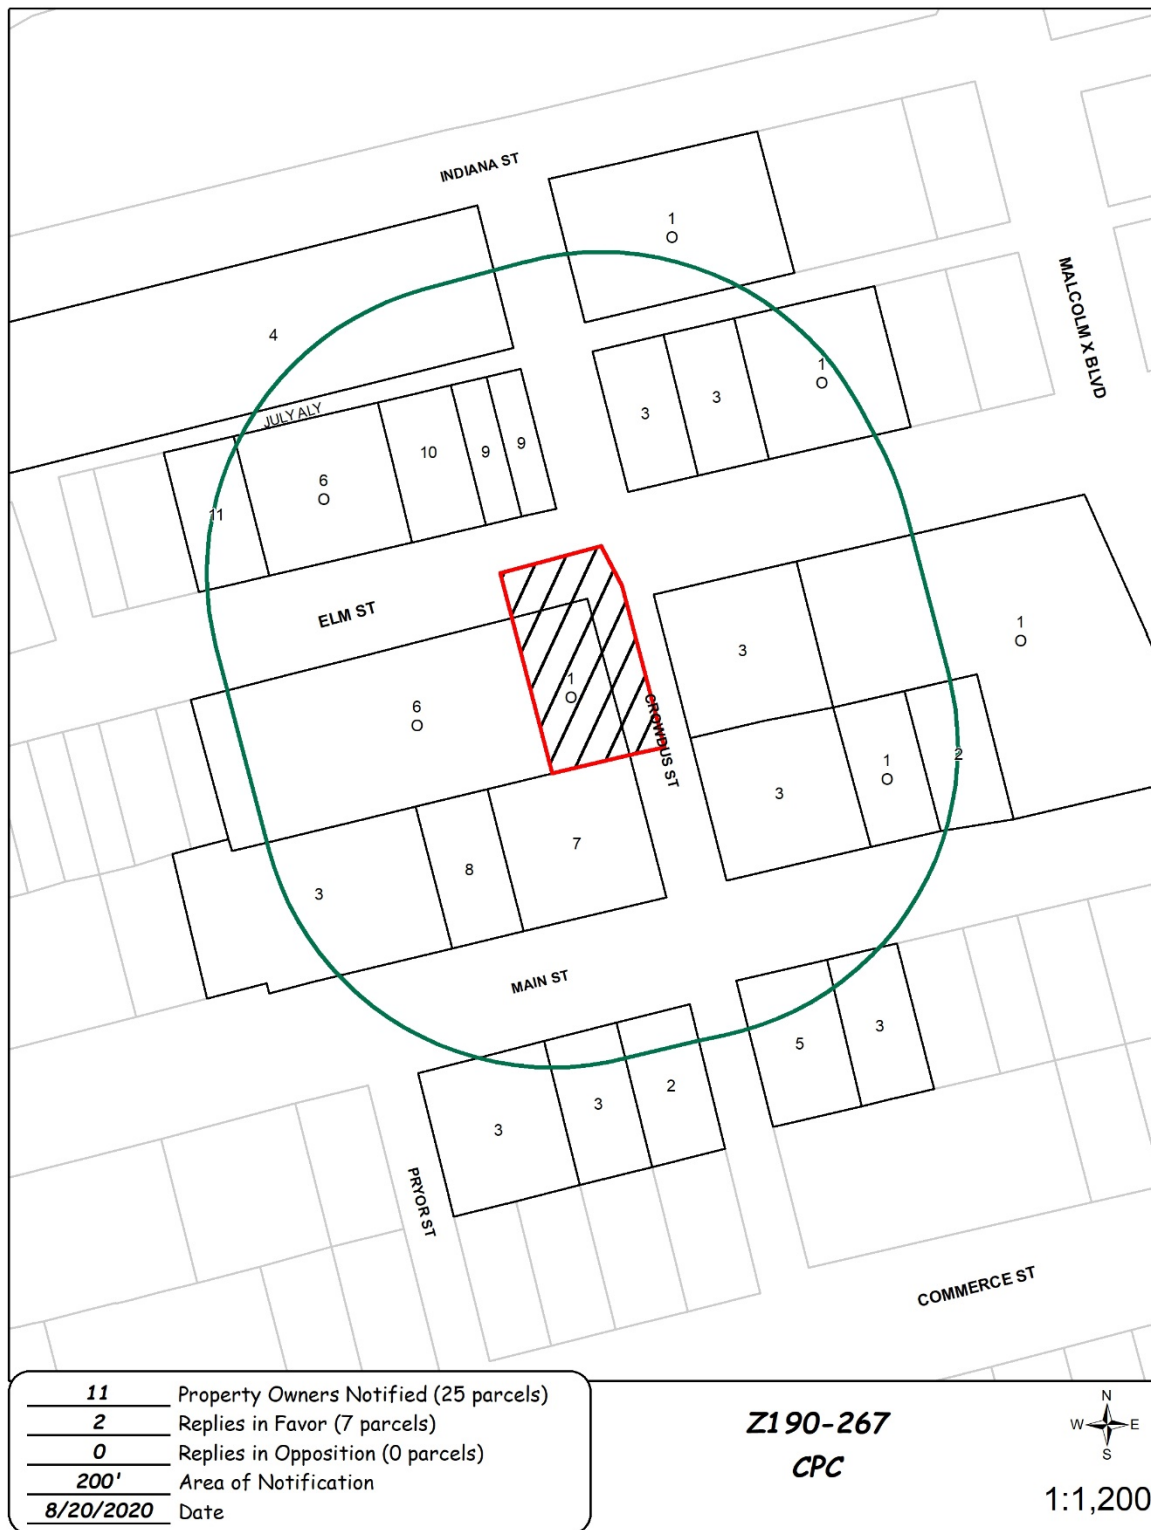 INDIANA ST
1
O
MALCOLM X BLVD
4
JULY ALY
1
O
3
3
11
6
O
10
9
9
ELM ST
1
O
3
6
O
1
O
CROWDUS ST
1
O
2
3
7
8
3
MAIN ST
5
3
2
3
3
PRYOR ST
COMMERCE ST
11 Property Owners Notified (25 parcels)
2 Replies in Favor (7 parcels)
0 Replies in Opposition (0 parcels)
200' Area of Notification
8/20/2020 Date
Z190-267
CPC
N
W E
S
1:1,200